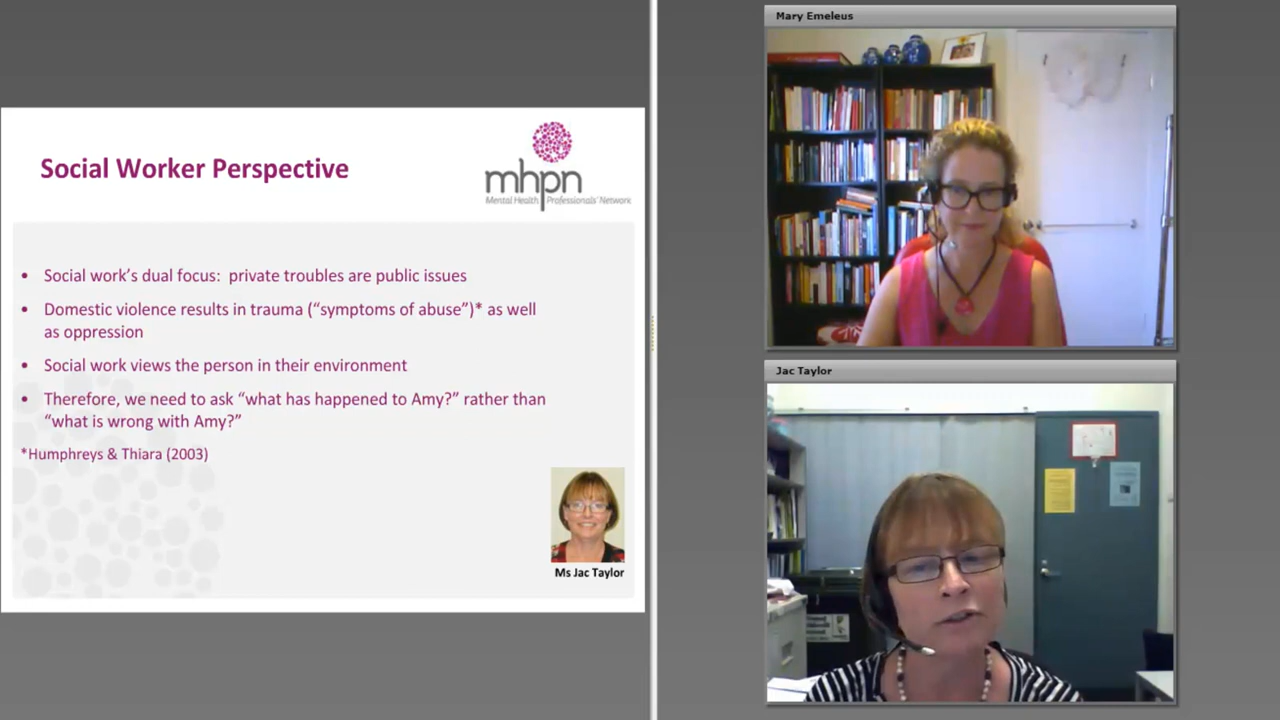 Social Worker Perspective
mhpn
Mental Health Professionals' Network
• Social work's dual focus: private troubles are public issues
• Domestic violence results in trauma ("symptoms of abuse")* as well
as oppression
• Social work views the person in their environment
• Therefore, we need to ask "what has happened to Amy?" rather than
"what is wrong with Amy?"
*Humphreys & Thiara (2003)
Ms Jac Taylor
Mary Emeleus
Jac Taylor